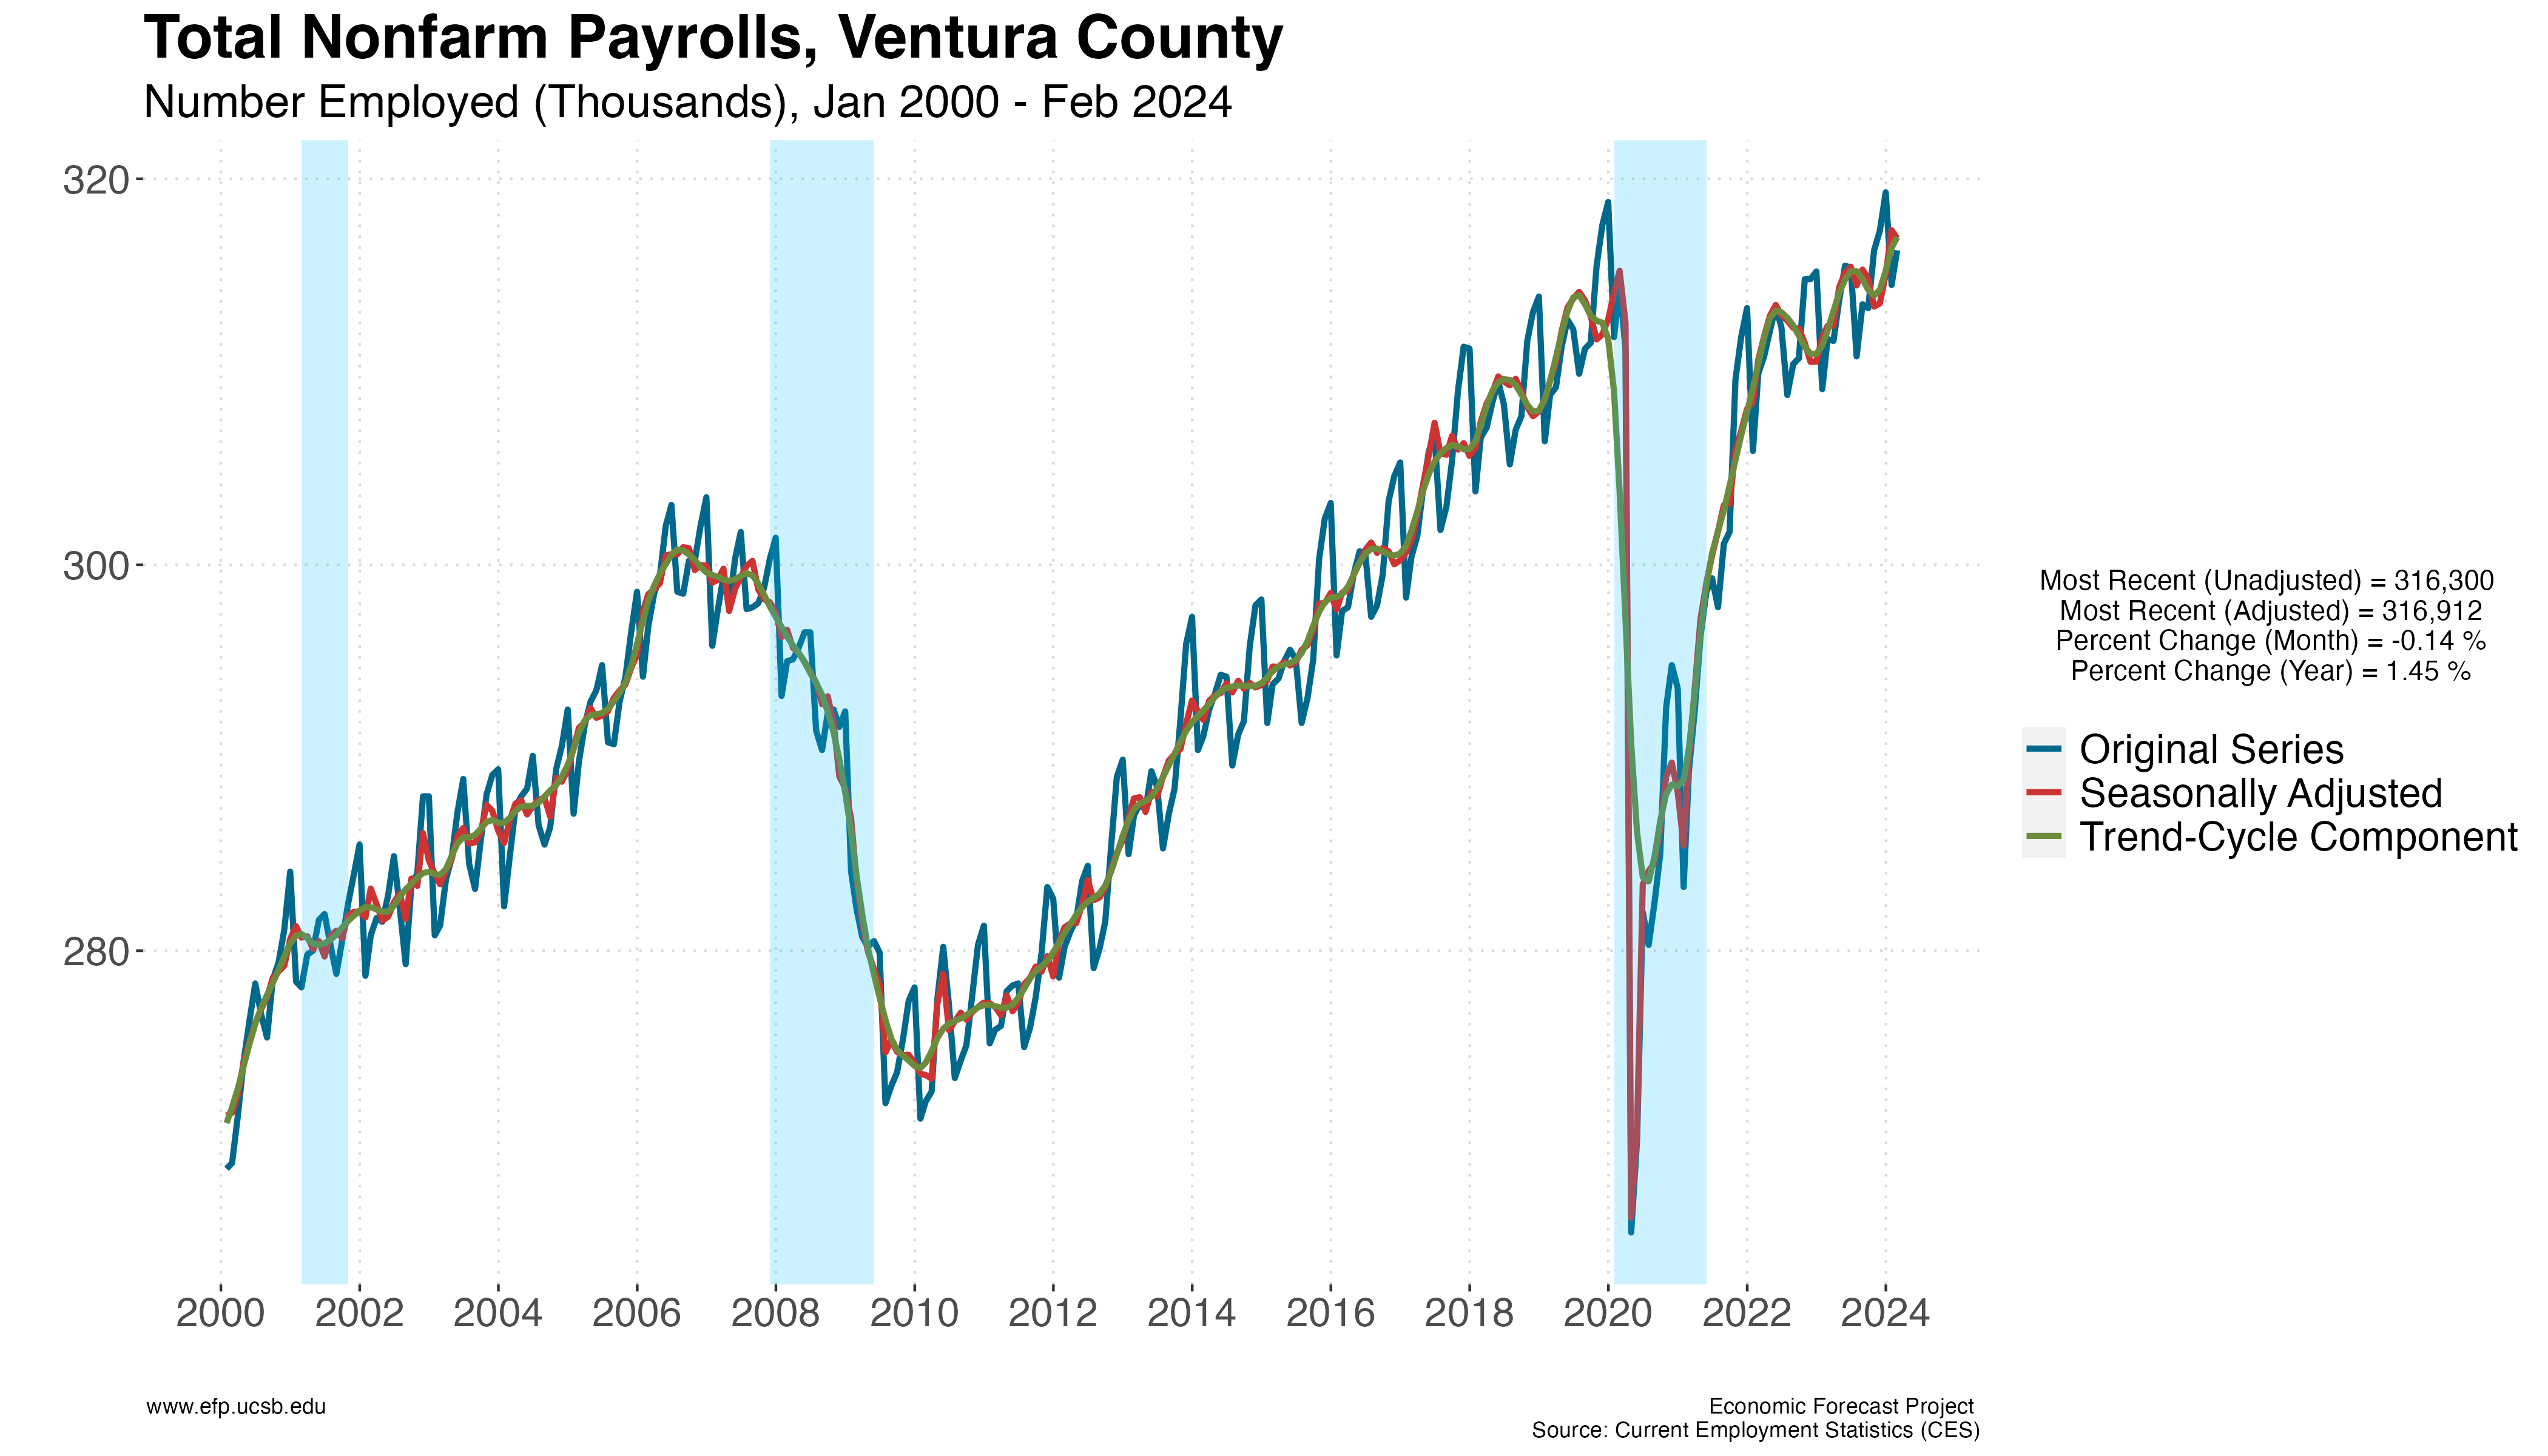 Total Nonfarm Payrolls, Ventura County
Number Employed (Thousands), Jan 2000 - Feb 2024
320
300
280
2000 2002 2004 2006 2008 2010 2012 2014 2016 2018 2020 2022 2024
Most Recent (Unadjusted) = 316,300
Most Recent (Adjusted) = 316,912
Percent Change (Month) = -0.14 %
Percent Change (Year) = 1.45 %
Original Series
Seasonally Adjusted
Trend-Cycle Component
www.efp.ucsb.edu
Economic Forecast Project
Source: Current Employment Statistics (CES)